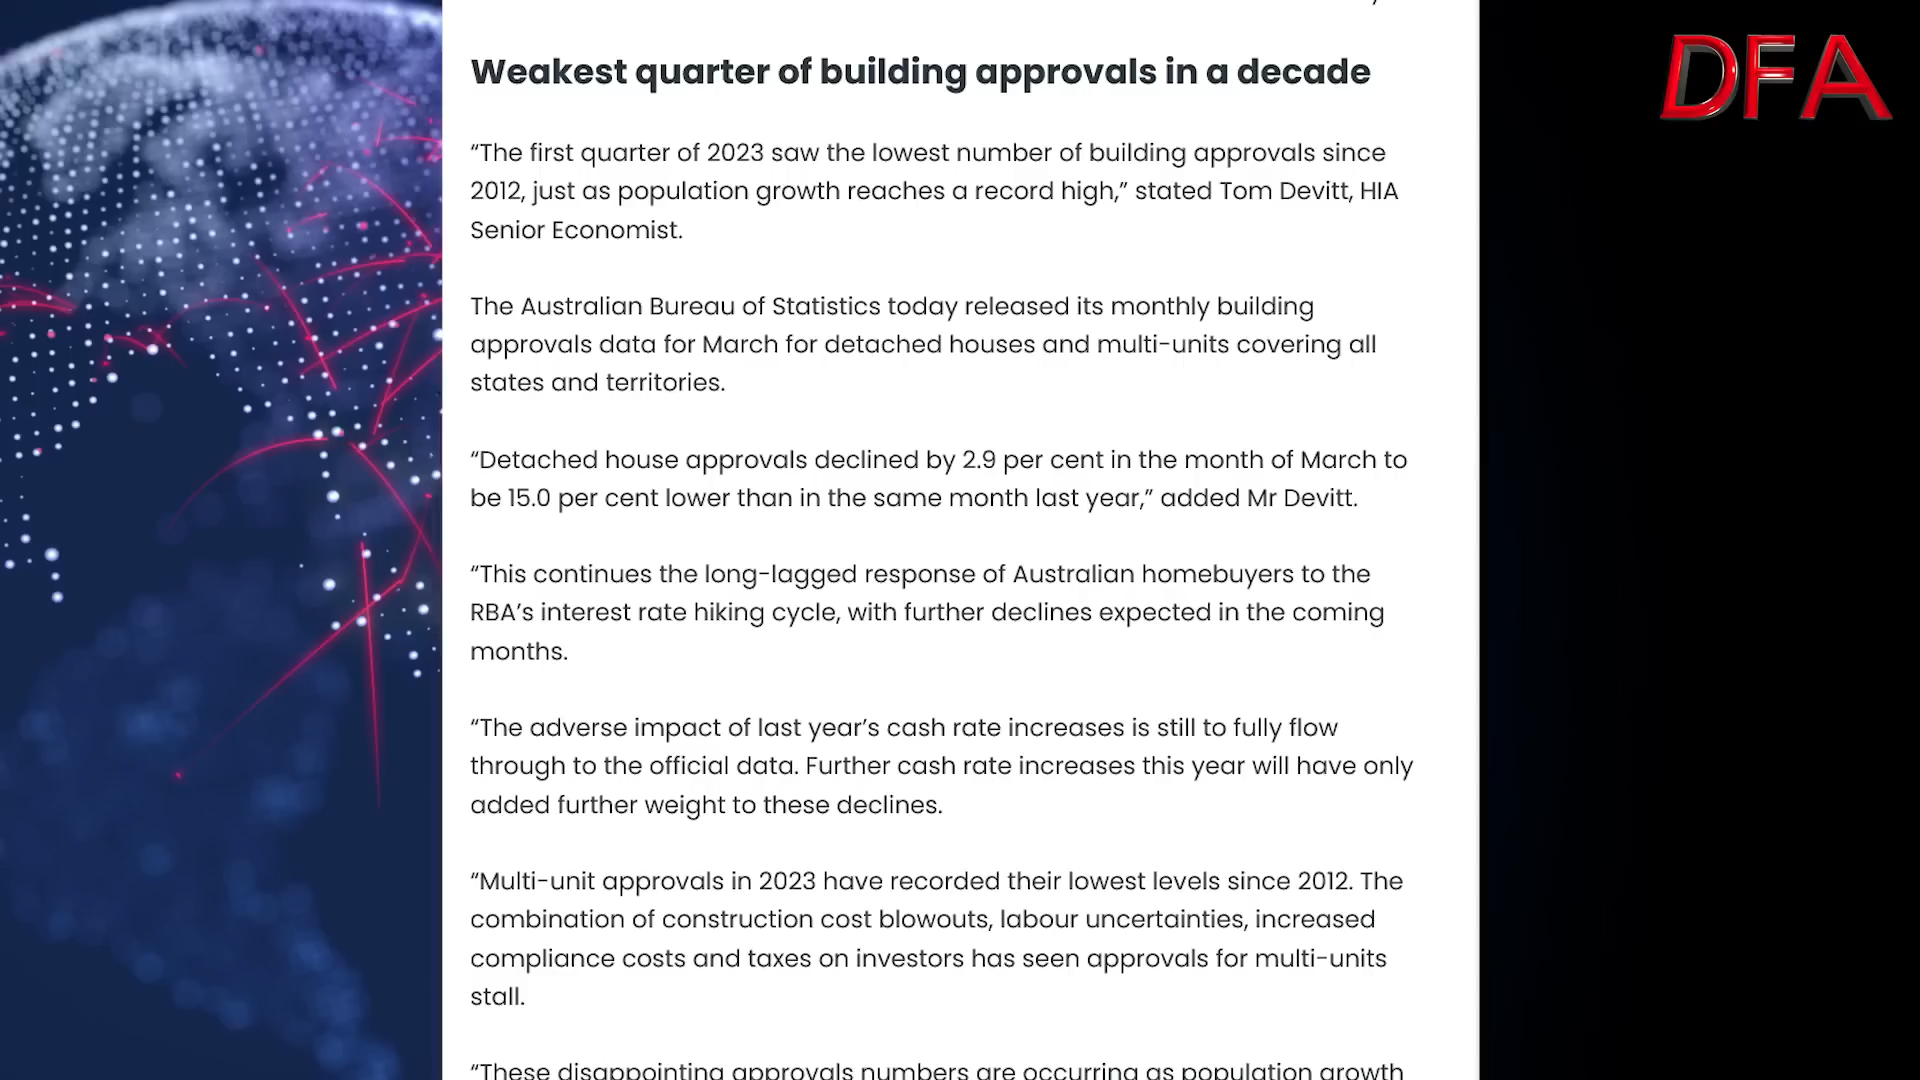 DFA
Weakest quarter of building approvals in a decade
“The first quarter of 2023 saw the lowest number of building approvals since
2012, just as population growth reaches a record high,” stated Tom Devitt, HIA
Senior Economist.
The Australian Bureau of Statistics today released its monthly building
approvals data for March for detached houses and multi-units covering all
states and territories.
“Detached house approvals declined by 2.9 per cent in the month of March to
be 15.0 per cent lower than in the same month last year,” added Mr Devitt.
“This continues the long-lagged response of Australian homebuyers to the
RBA’s interest rate hiking cycle, with further declines expected in the coming
months.
“The adverse impact of last year’s cash rate increases is still to fully flow
through to the official data. Further cash rate increases this year will have only
added further weight to these declines.
“Multi-unit approvals in 2023 have recorded their lowest levels since 2012. The
combination of construction cost blowouts, labour uncertainties, increased
compliance costs and taxes on investors has seen approvals for multi-units
stall.
“These disappointing approvals numbers are occurring as population growth